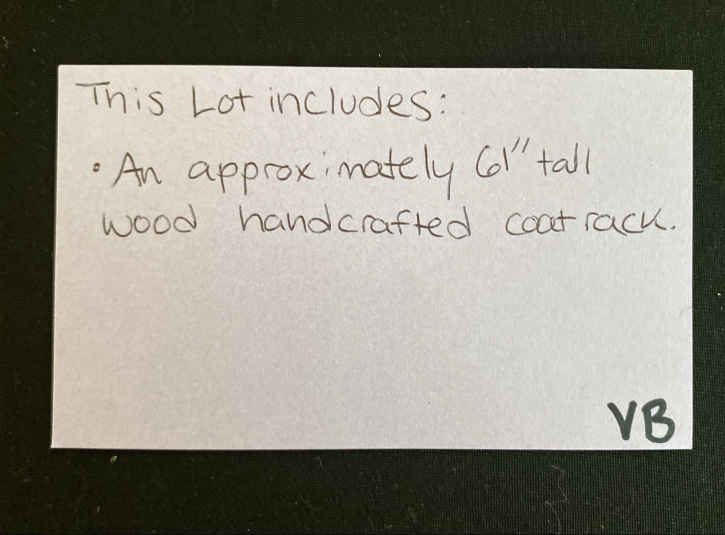 This Lot includes:
• An approximately 61" tall
wood handcrafted coat rack.
VB